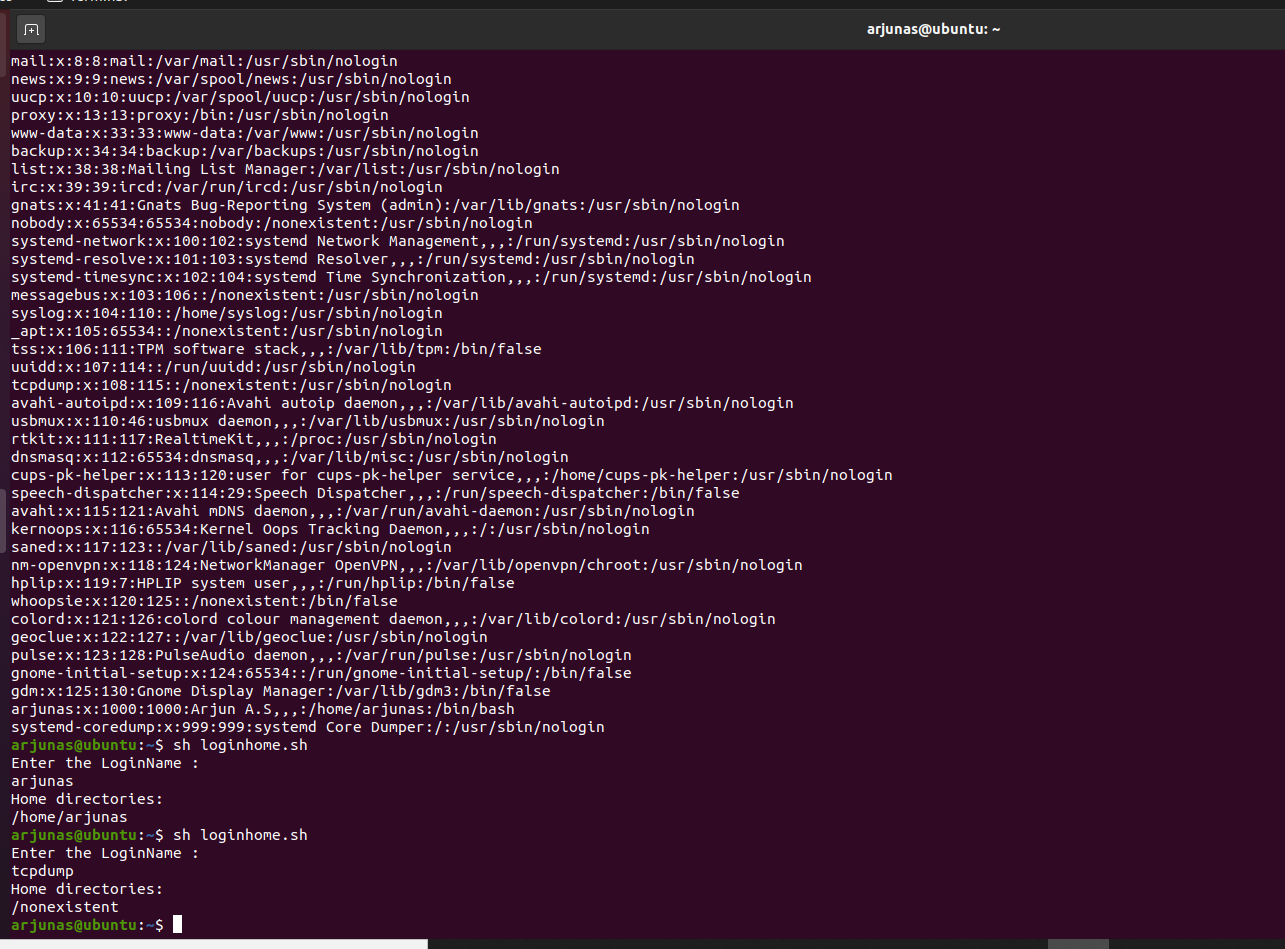 arjunas@ubuntu: ~
mail:x:8:8:mail:/var/mail:/usr/sbin/nologin
news:x:9:9:news:/var/spool/news:/usr/sbin/nologin
uucp:x:10:10:uucp:/var/spool/uucp:/usr/sbin/nologin
proxy:x:13:13:proxy:/bin:/usr/sbin/nologin
www-data:x:33:33:www-data:/var/www:/usr/sbin/nologin
backup:x:34:34:backup:/var/backups:/usr/sbin/nologin
list:x:38:38:Mailing List Manager:/var/list:/usr/sbin/nologin
irc:x:39:39:ircd:/var/run/ircd:/usr/sbin/nologin
gnats:x:41:41:Gnats Bug-Reporting System (admin):/var/lib/gnats:/usr/sbin/nologin
nobody:x:65534:65534:nobody:/nonexistent:/usr/sbin/nologin
systemd-network:x:100:102:systemd Network Management,,,:/run/systemd:/usr/sbin/nologin
systemd-resolve:x:101:103:systemd Resolver,,,:/run/systemd:/usr/sbin/nologin
systemd-timesync:x:102:104:systemd Time Synchronization,,,:/run/systemd:/usr/sbin/nologin
messagebus:x:103:106::/nonexistent:/usr/sbin/nologin
syslog:x:104:110::/home/syslog:/usr/sbin/nologin
_apt:x:105:65534::/nonexistent:/usr/sbin/nologin
tss:x:106:111:TPM software stack,,,:/var/lib/tpm:/bin/false
uuidd:x:107:114::/run/uuidd:/usr/sbin/nologin
tcpdump:x:108:115::/nonexistent:/usr/sbin/nologin
avahi-autoipd:x:109:116:Avahi autoip daemon,,,:/var/lib/avahi-autoipd:/usr/sbin/nologin
usbmux:x:110:46:usbmux daemon,,,:/var/lib/usbmux:/usr/sbin/nologin
rtkit:x:111:117:RealtimeKit,,,:/proc:/usr/sbin/nologin
dnsmasq:x:112:65534:dnsmasq,,,:/var/lib/misc:/usr/sbin/nologin
cups-pk-helper:x:113:120:user for cups-pk-helper service,,,:/home/cups-pk-helper:/usr/sbin/nologin
speech-dispatcher:x:114:29:Speech Dispatcher,,,:/run/speech-dispatcher:/bin/false
avahi:x:115:121:Avahi mDNS daemon,,,:/var/run/avahi-daemon:/usr/sbin/nologin
kernoops:x:116:65534:Kernel Oops Tracking Daemon,,,:/:/usr/sbin/nologin
saned:x:117:123::/var/lib/saned:/usr/sbin/nologin
nm-openvpn:x:118:124:NetworkManager OpenVPN,,,:/var/lib/openvpn/chroot:/usr/sbin/nologin
hplip:x:119:7:HPLIP system user,,,:/run/hplip:/bin/false
whoopsie:x:120:125::/nonexistent:/bin/false
colord:x:121:126:colord colour management daemon,,,:/var/lib/colord:/usr/sbin/nologin
geoclue:x:122:127::/var/lib/geoclue:/usr/sbin/nologin
pulse:x:123:128:PulseAudio daemon,,,:/var/run/pulse:/usr/sbin/nologin
gnome-initial-setup:x:124:65534::/run/gnome-initial-setup/:/bin/false
gdm:x:125:130:Gnome Display Manager:/var/lib/gdm3:/bin/false
arjunas:x:1000:1000:Arjun A.S,,,:/home/arjunas:/bin/bash
systemd-coredump:x:999:999:systemd Core Dumper:/:/usr/sbin/nologin
arjunas@ubuntu:~$ sh loginhome.sh
Enter the LoginName :
arjunas
Home directories:
/home/arjunas
arjunas@ubuntu:~$ sh loginhome.sh
Enter the LoginName :
tcpdump
Home directories:
/nonexistent
arjunas@ubuntu:~$